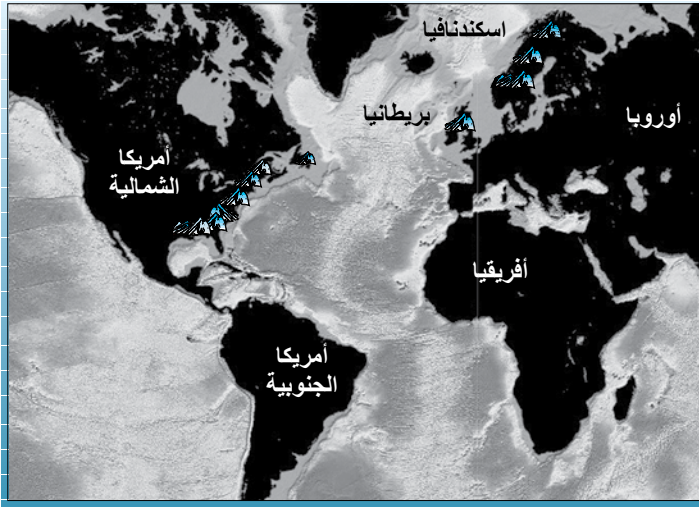 اسكندنافيا
بريطانيا
أوروبا
أمريكا
الشمالية
أفريقيا
أمريكا
الجنوبية